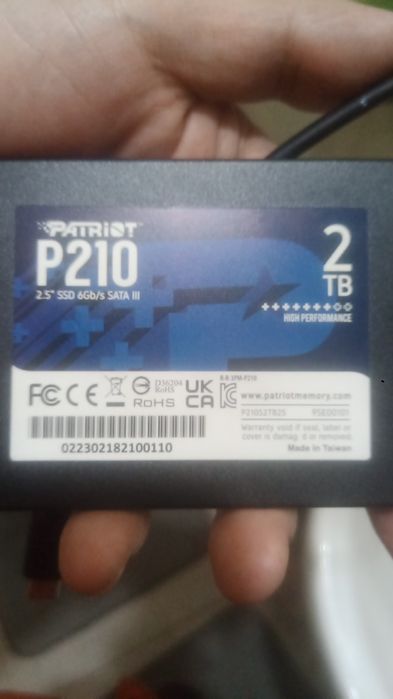 PATRIOT
P210
2.5" SSD 6Gb/s SATA III
2
TB
HIGH PERFORMANCE
FC CE D36204 RoHS UK CA
RoHS
www.patriotmemory.com
P210S2TB25
Warranty void if seal, label or
cover is damag d or removed.
Made in Taiwan
022302182100110